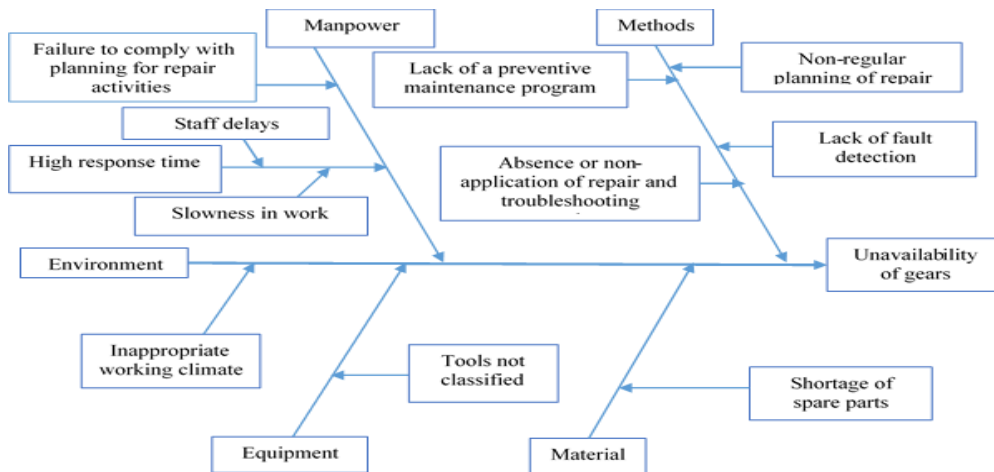 Manpower
Methods
Failure to comply with
planning for repair
activities
Lack of a preventive
maintenance program
Non-regular
planning of repair
Staff delays
High response time
Slowness in work
Lack of fault
detection
Absence or non-
application of repair and
troubleshooting
Environment
Unavailability
of gears
Inappropriate
working climate
Tools not
classified
Shortage of
spare parts
Equipment
Material